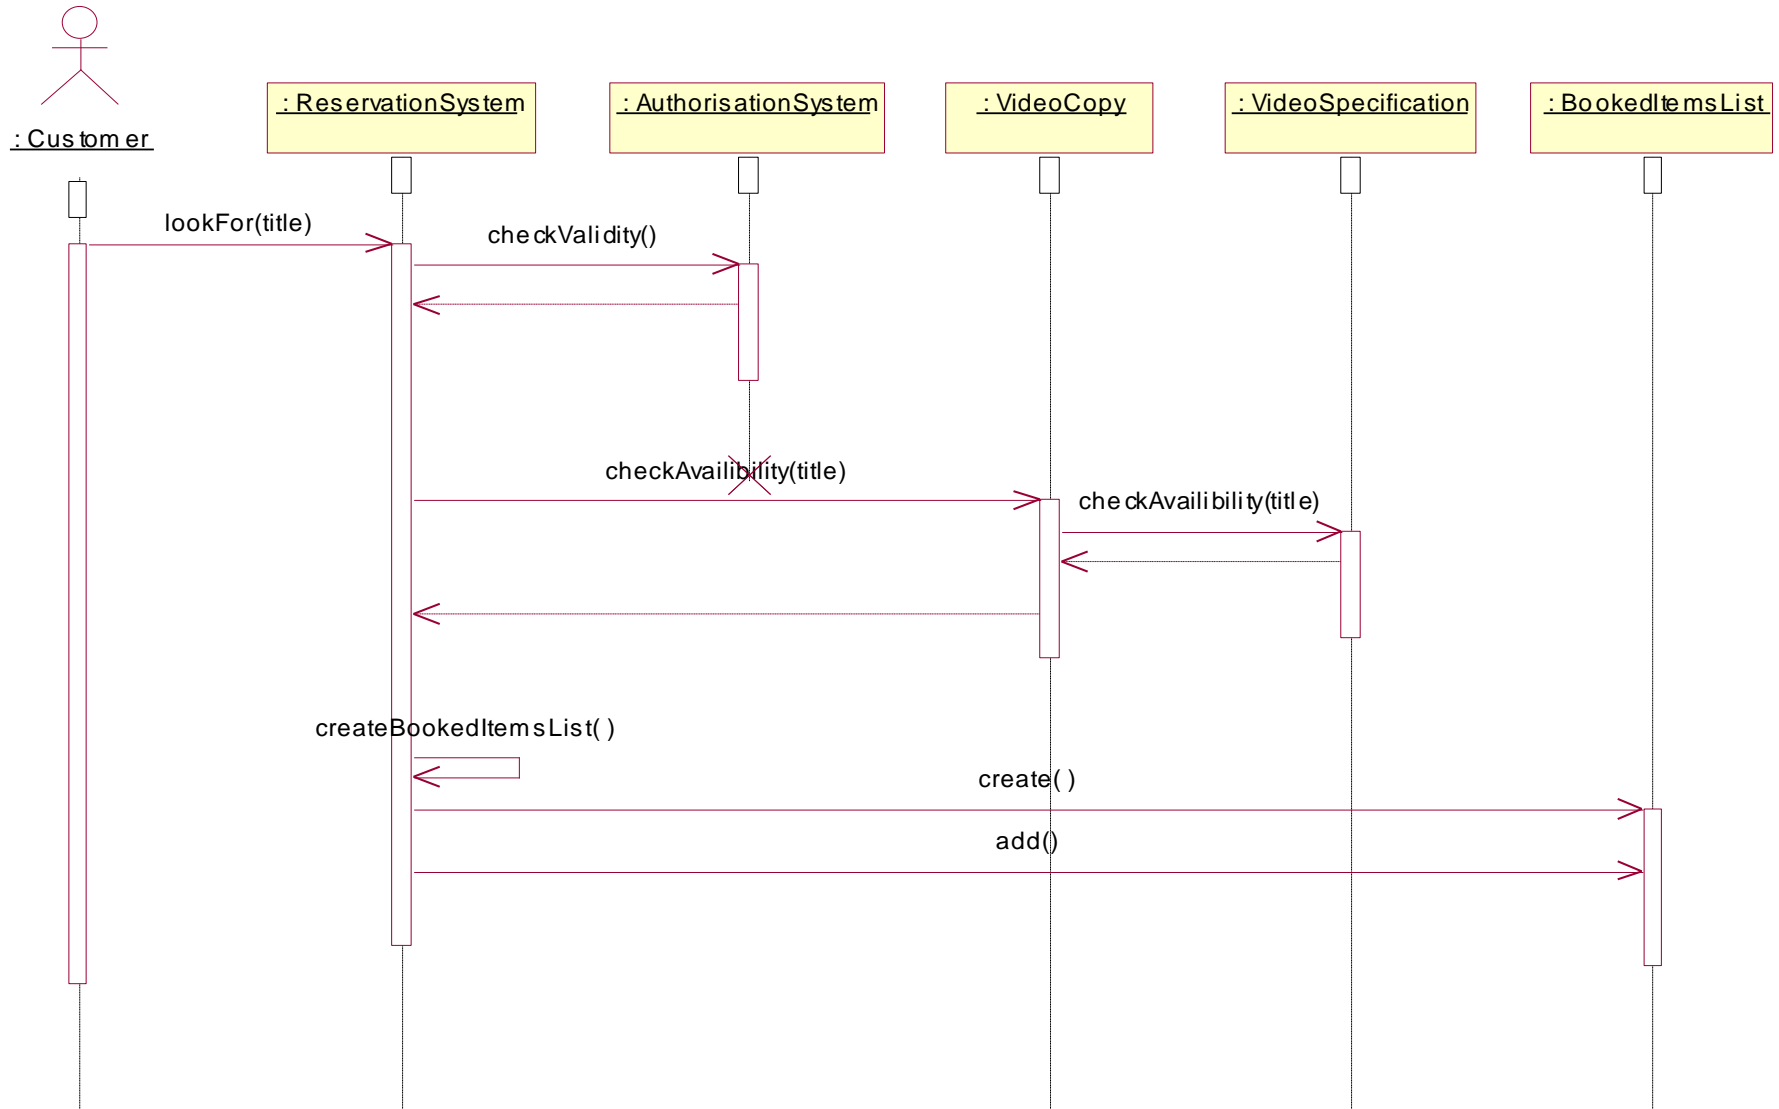 : Customer
: ReservationSystem
: AuthorisationSystem
: VideoCopy
: VideoSpecification
: BookedItemsList
lookFor(title)
checkValidity()
checkAvailibility(title)
checkAvailibility(title)
createBookedItemsList( )
create( )
add()